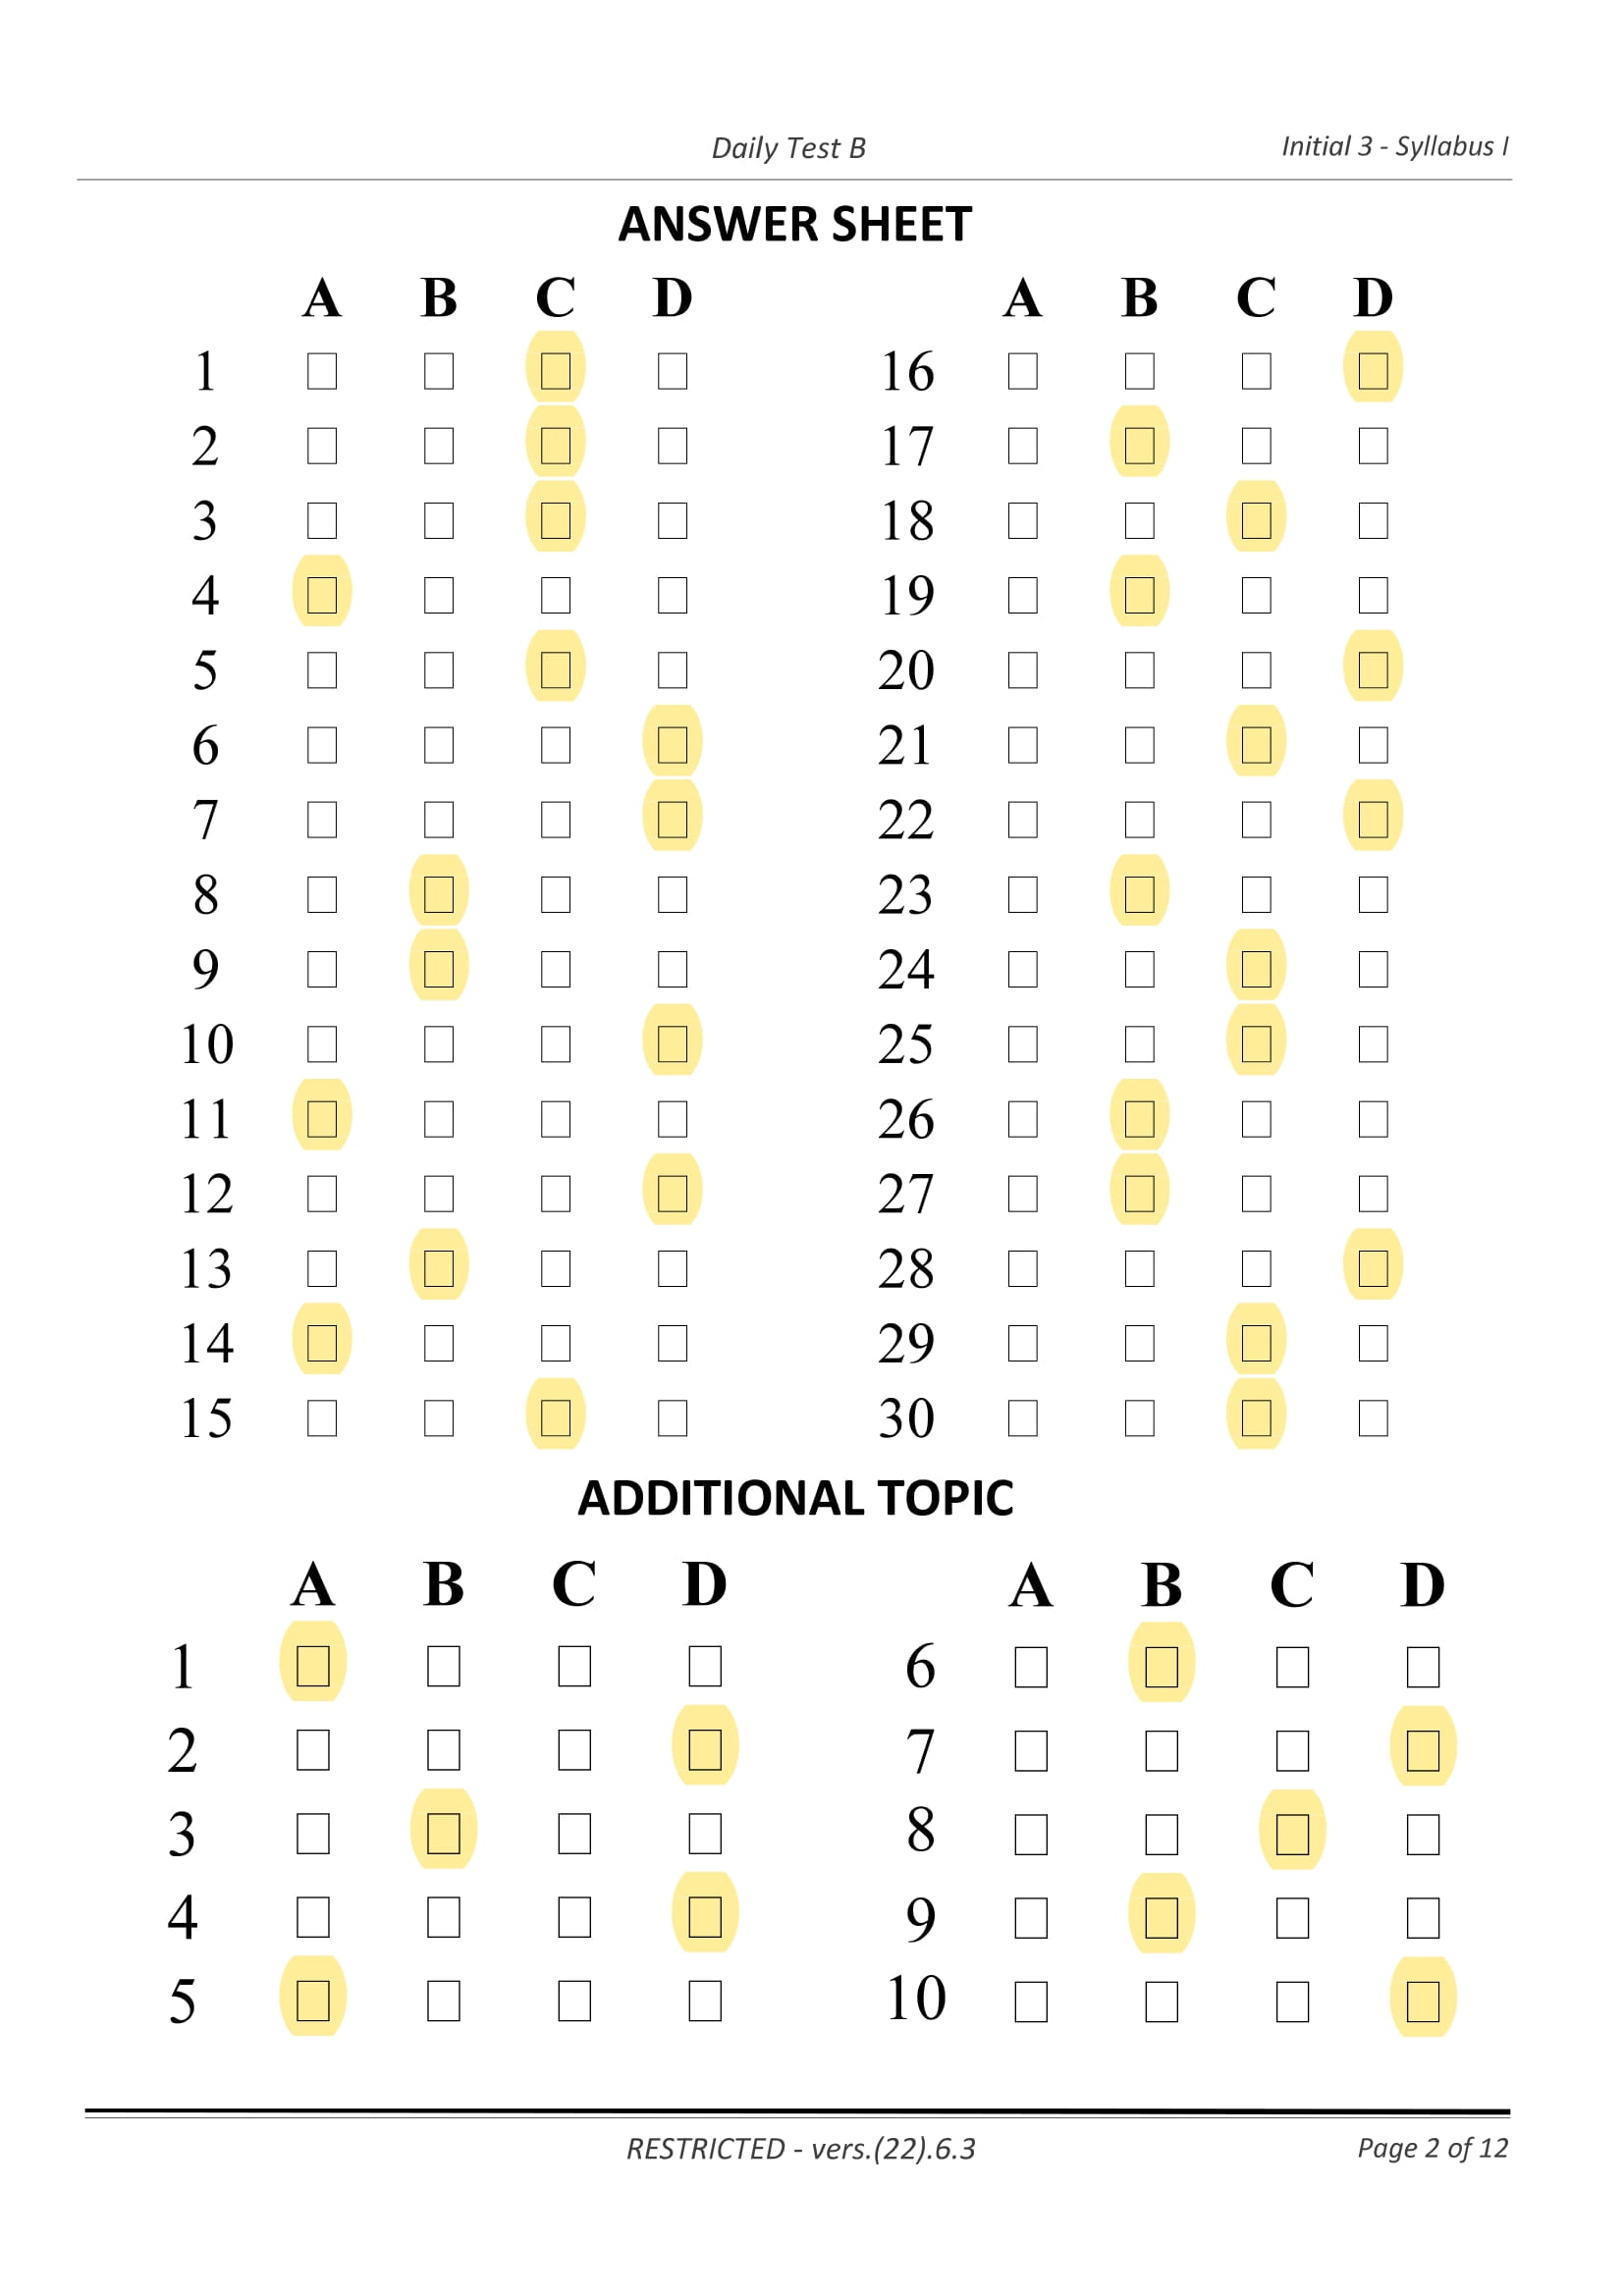 Daily Test B Initial 3 - Syllabus I
ANSWER SHEET
A B C D A B C D
1 □ □ □ □ 16 □ □ □ □
2 □ □ □ □ 17 □ □ □ □
3 □ □ □ □ 18 □ □ □ □
4 □ □ □ □ 19 □ □ □ □
5 □ □ □ □ 20 □ □ □ □
6 □ □ □ □ 21 □ □ □ □
7 □ □ □ □ 22 □ □ □ □
8 □ □ □ □ 23 □ □ □ □
9 □ □ □ □ 24 □ □ □ □
10 □ □ □ □ 25 □ □ □ □
11 □ □ □ □ 26 □ □ □ □
12 □ □ □ □ 27 □ □ □ □
13 □ □ □ □ 28 □ □ □ □
14 □ □ □ □ 29 □ □ □ □
15 □ □ □ □ 30 □ □ □ □
ADDITIONAL TOPIC
A B C D A B C D
1 □ □ □ □ 6 □ □ □ □
2 □ □ □ □ 7 □ □ □ □
3 □ □ □ □ 8 □ □ □ □
4 □ □ □ □ 9 □ □ □ □
5 □ □ □ □ 10 □ □ □ □
RESTRICTED - vers.(22).6.3 Page 2 of 12